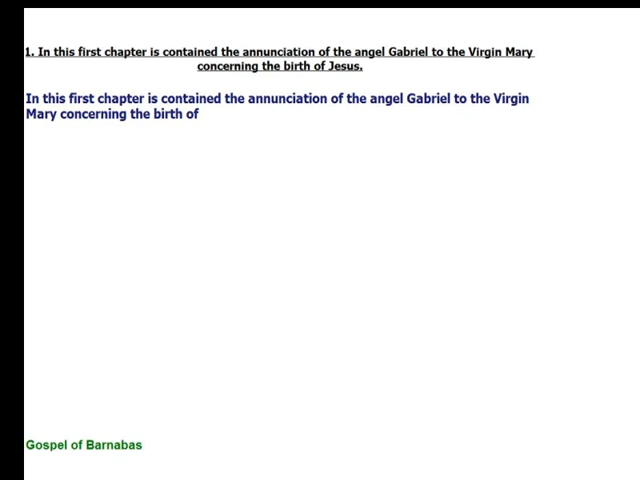 1. In this first chapter is contained the annunciation of the angel Gabriel to the Virgin Mary
concerning the birth of Jesus.
In this first chapter is contained the annunciation of the angel Gabriel to the Virgin
Mary concerning the birth of
Gospel of Barnabas